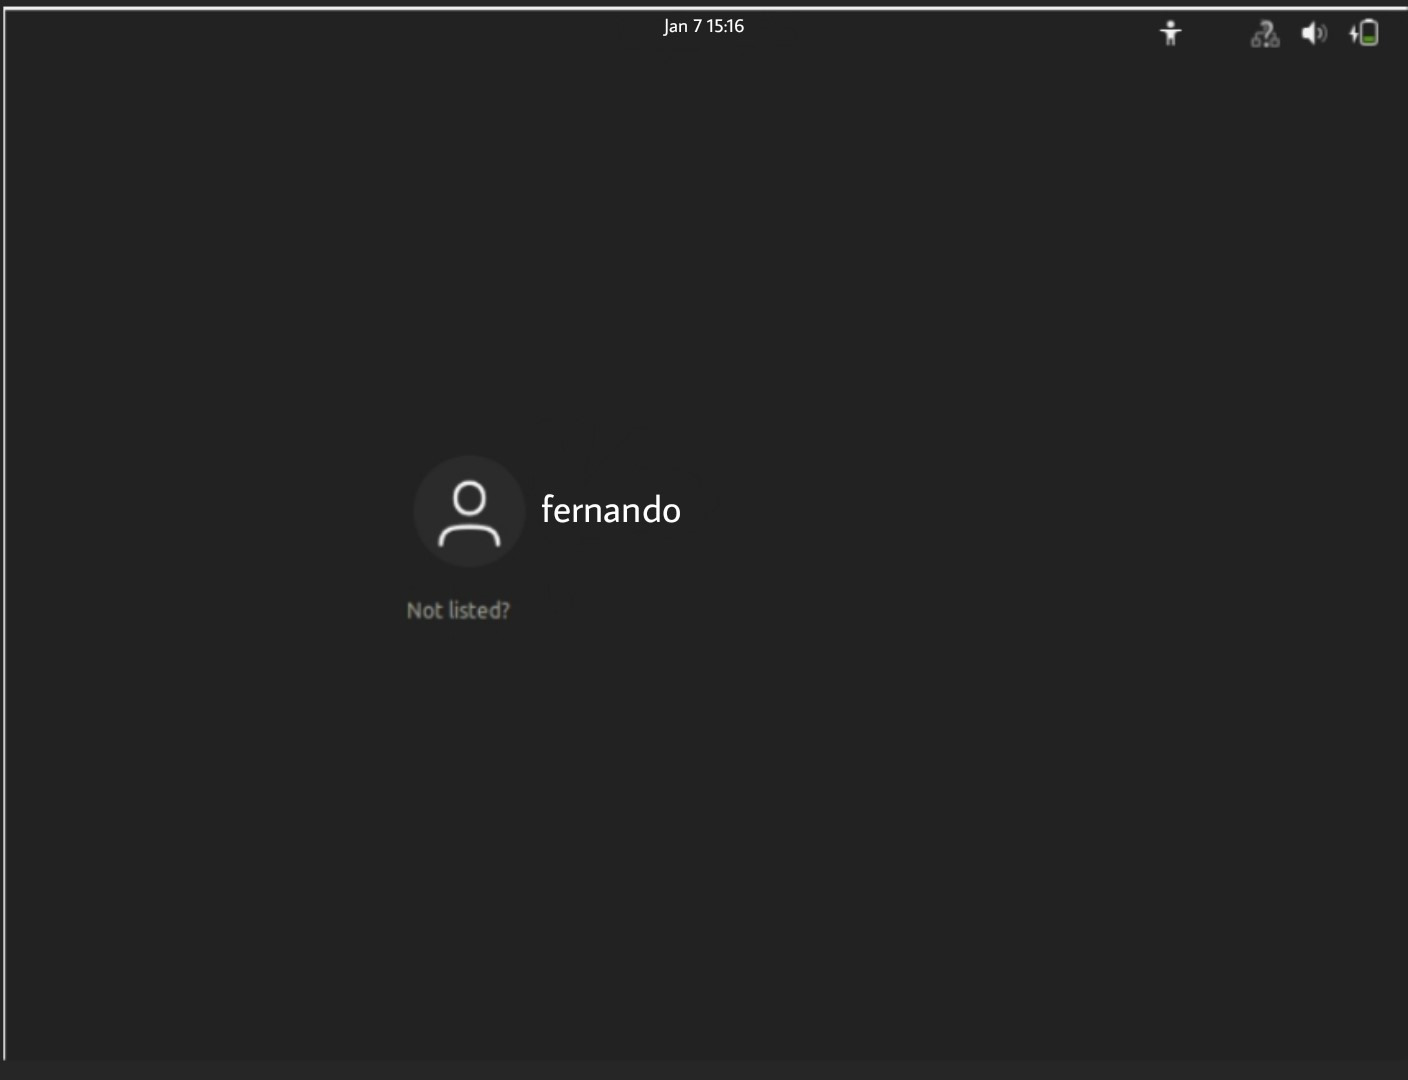 Jan 7 15:16
fernando
Not listed?